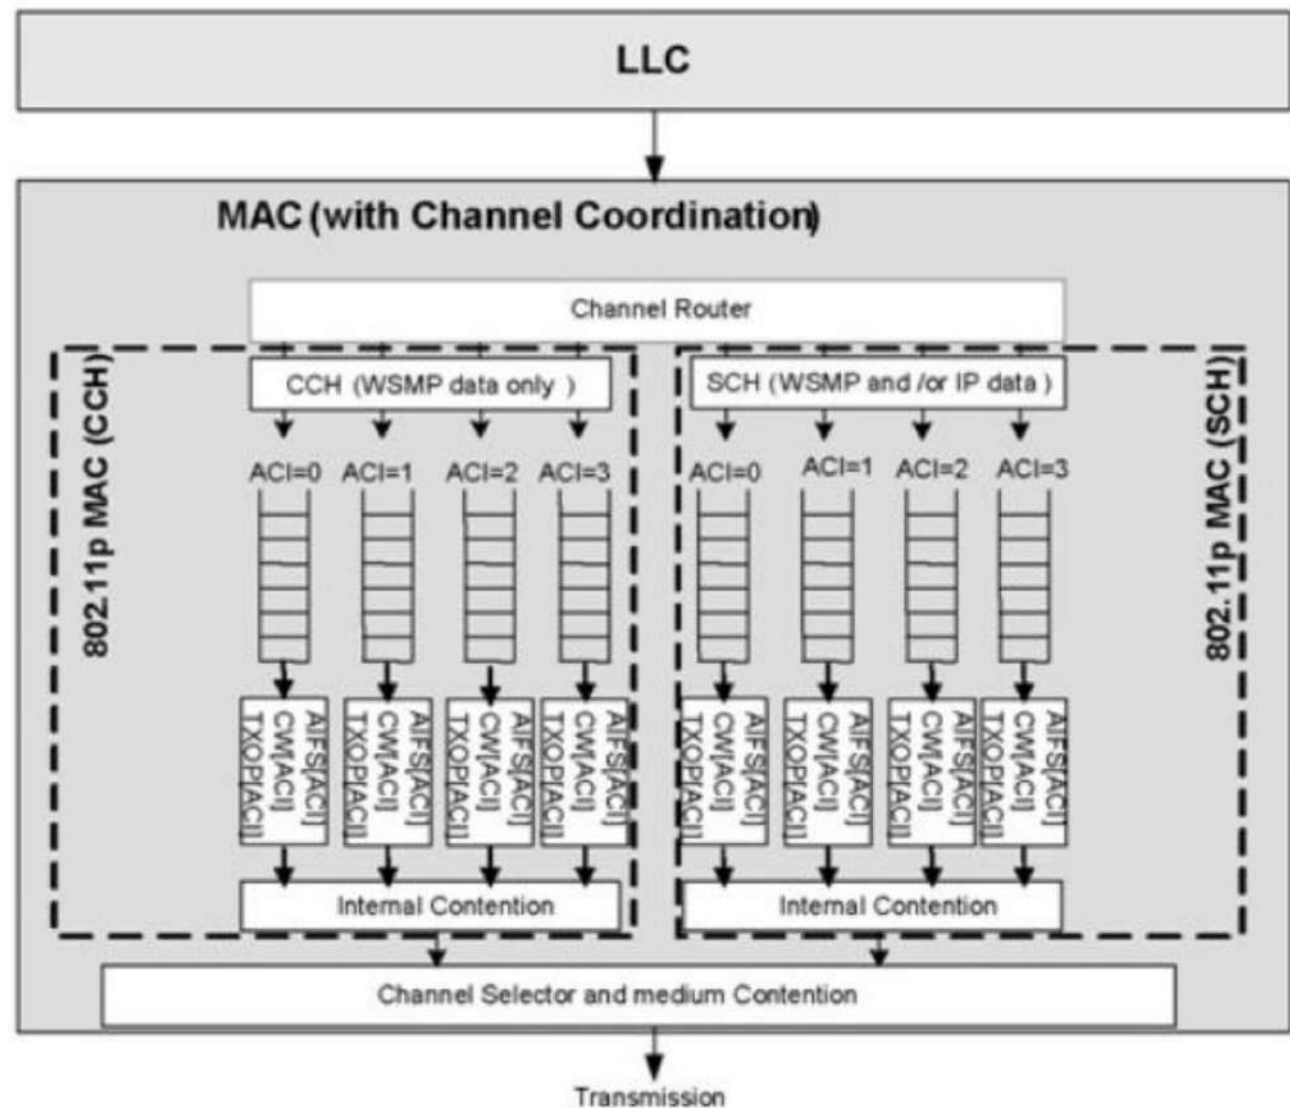 LLC
MAC (with Channel Coordination)
Channel Router
802.11p MAC (CCH)
CCH (WSMP data only )
ACI=0 ACI=1 ACI=2 ACI=3
AIFS[ACI]
CW[ACI]
TXOP[ACI]
AIFS[ACI]
CW[ACI]
TXOP[ACI]
AIFS[ACI]
CW[ACI]
TXOP[ACI]
AIFS[ACI]
CW[ACI]
TXOP[ACI]
Internal Contention
SCH (WSMP and /or IP data )
802.11p MAC (SCH)
ACI=0 ACI=1 ACI=2 ACI=3
AIFS[ACI]
CW[ACI]
TXOP[ACI]
AIFS[ACI]
CW[ACI]
TXOP[ACI]
AIFS[ACI]
CW[ACI]
TXOP[ACI]
AIFS[ACI]
CW[ACI]
TXOP[ACI]
Internal Contention
Channel Selector and medium Contention
Transmission